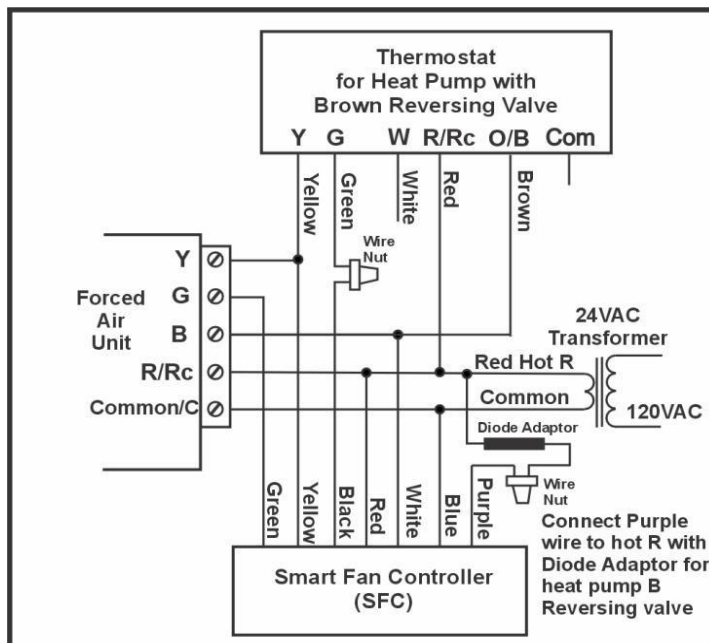 Thermostat
for Heat Pump with
Brown Reversing Valve
Y G W R/Rc O/B Com
Yellow
Green
White
Red
Brown
Wire
Nut
Forced
Air
Unit
Y
G
B
R/Rc
Common/C
24VAC
Transformer
Red Hot R
Common
120VAC
Diode Adaptor
Wire
Nut
Green
Yellow
Black
Red
White
Blue
Purple
Connect Purple
wire to hot R with
Diode Adaptor for
heat pump B
Reversing valve
Smart Fan Controller
(SFC)